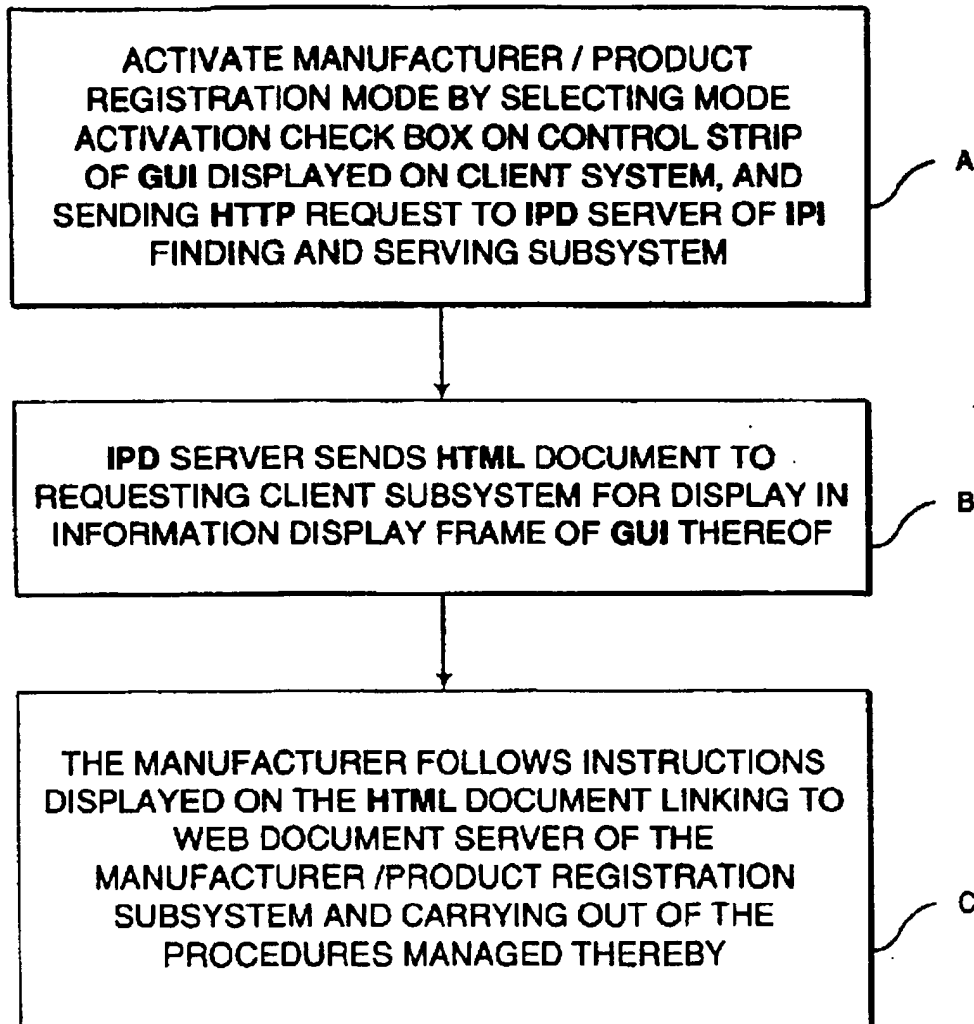 ACTIVATE MANUFACTURER / PRODUCT
REGISTRATION MODE BY SELECTING MODE
ACTIVATION CHECK BOX ON CONTROL STRIP
OF GUI DISPLAYED ON CLIENT SYSTEM, AND
SENDING HTTP REQUEST TO IPD SERVER OF IPI
FINDING AND SERVING SUBSYSTEM
A
IPD SERVER SENDS HTML DOCUMENT TO
REQUESTING CLIENT SUBSYSTEM FOR DISPLAY IN
INFORMATION DISPLAY FRAME OF GUI THEREOF
B
THE MANUFACTURER FOLLOWS INSTRUCTIONS
DISPLAYED ON THE HTML DOCUMENT LINKING TO
WEB DOCUMENT SERVER OF THE
MANUFACTURER /PRODUCT REGISTRATION
SUBSYSTEM AND CARRYING OUT OF THE
PROCEDURES MANAGED THEREBY
C